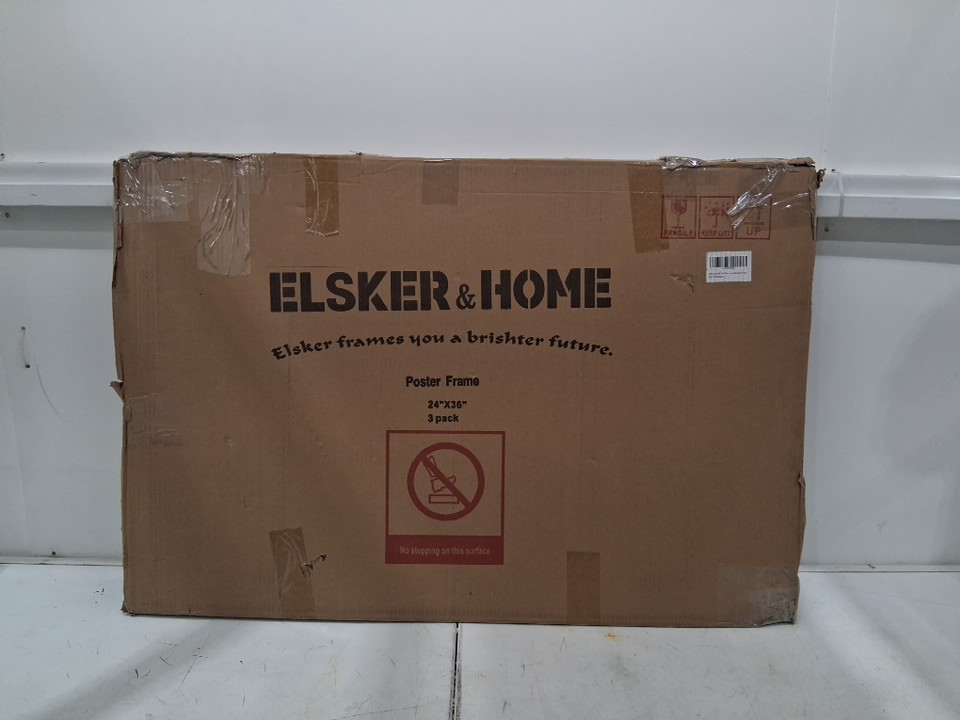 FRAGILE KEEP DRY UP
ELSKER & HOME
Elsker frames you a brishter future.
Poster Frame
24"X36"
3 pack
No stepping on this surface